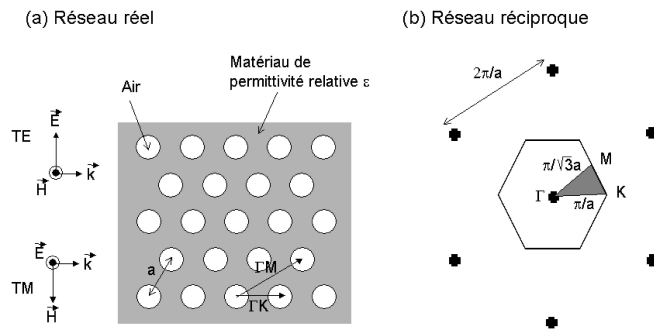 (a) Réseau réel
(b) Réseau réciproque
Matériau de
permittivité relative ε
Air
2π/a
E
TE
H
k
M
π/√3a
Γ
K
π/a
E
k
TM
H
a
ΓM
ΓK